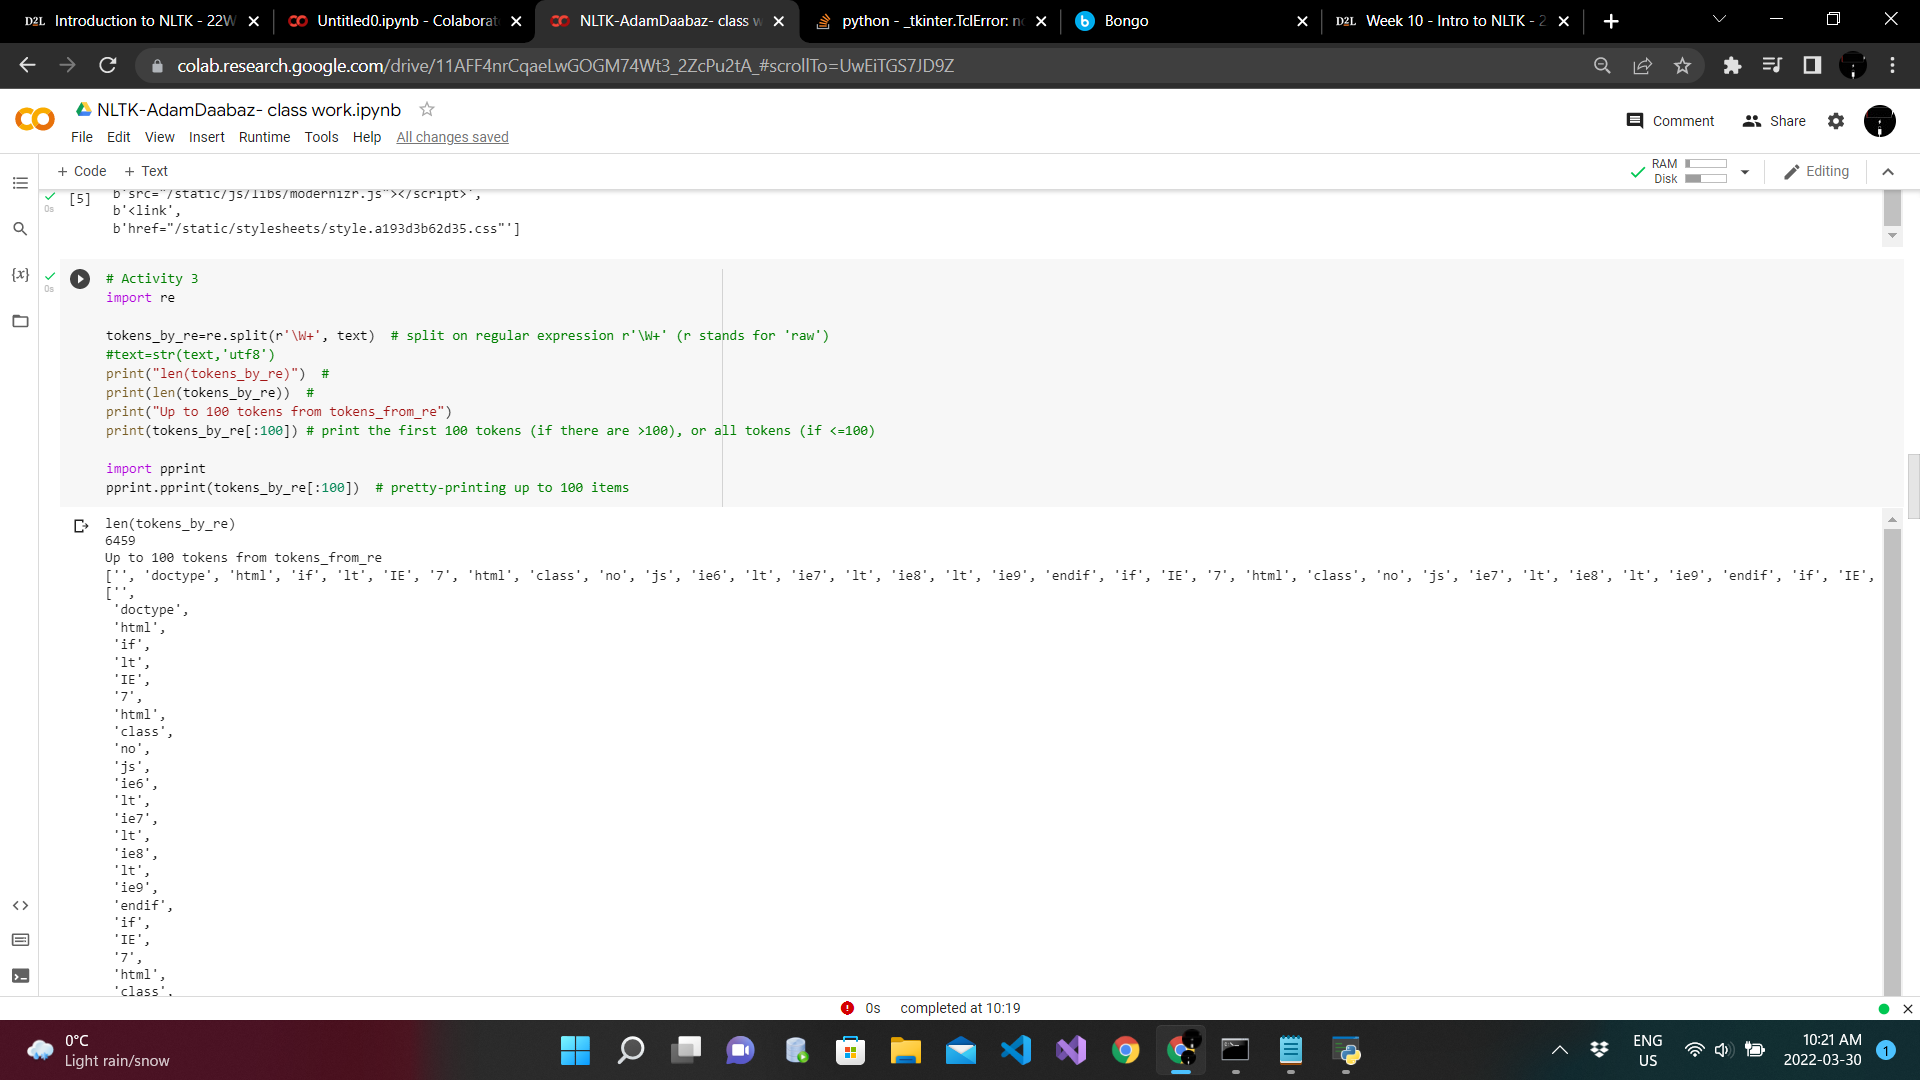 D2L Introduction to NLTK - 22W
Untitled0.ipynb - Colaborat
NLTK-AdamDaabaz- class w
python - _tkinter.TclError: n
b Bongo
D2L Week 10 - Intro to NLTK - 2
colab.research.google.com/drive/11AFF4nrCqaeLwGOGM74Wt3_2ZcPu2tA_#scrollTo=UwEiTGS7JD9Z
NLTK-AdamDaabaz- class work.ipynb
Comment Share
File Edit View Insert Runtime Tools Help All changes saved
+ Code + Text
RAM
Disk
Editing
[5]
0s
b'src="/static/js/libs/modernizr.js"></script>',
b'<link',
b'href="/static/stylesheets/style.a193d3b62d35.css"']
{x}
0s
# Activity 3
import re
tokens_by_re=re.split(r'\W+', text)  # split on regular expression r'\W+' (r stands for 'raw')
#text=str(text,'utf8')
print("len(tokens_by_re)")  #
print(len(tokens_by_re))  #
print("Up to 100 tokens from tokens_from_re")
print(tokens_by_re[:100]) # print the first 100 tokens (if there are >100), or all tokens (if <=100)
import pprint
pprint.pprint(tokens_by_re[:100])  # pretty-printing up to 100 items
len(tokens_by_re)
6459
Up to 100 tokens from tokens_from_re
['', 'doctype', 'html', 'if', 'lt', 'IE', '7', 'html', 'class', 'no', 'js', 'ie6', 'lt', 'ie7', 'lt', 'ie8', 'lt', 'ie9', 'endif', 'if', 'IE', '7', 'html', 'class', 'no', 'js', 'ie7', 'lt', 'ie8', 'lt', 'ie9', 'endif', 'if', 'IE',
['',
'doctype',
'html',
'if',
'lt',
'IE',
'7',
'html',
'class',
'no',
'js',
'ie6',
'lt',
'ie7',
'lt',
'ie8',
'lt',
'ie9',
'endif',
'if',
'IE',
'7',
'html',
'class',
0s completed at 10:19
0°C
Light rain/snow
ENG
US
10:21 AM
2022-03-30
1